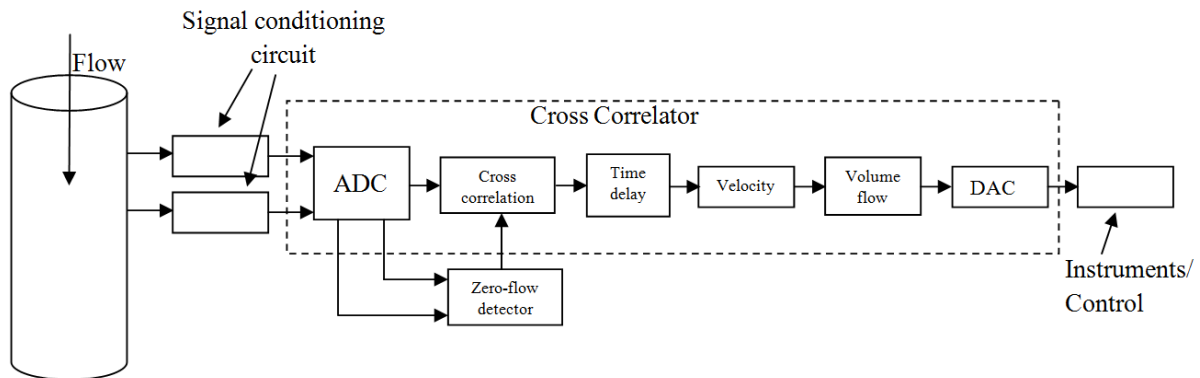 Signal conditioning
circuit
Flow
Cross Correlator
ADC
Cross
correlation
Time
delay
Velocity
Volume
flow
DAC
Zero-flow
detector
Instruments/
Control